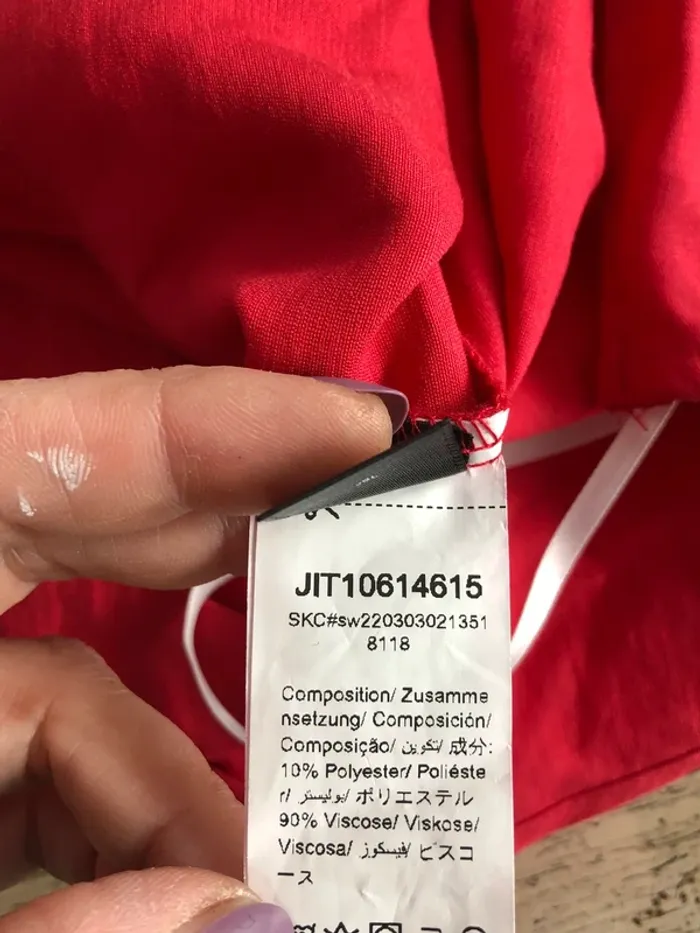 JIT10614615
SKC#sw220303021351
8118
Composition/ Zusamme
nsetzung/ Composición/
Composição/ تكوين/ 成分:
10% Polyester/ Poliéste
r/ بوليستر/ ポリエステル
90% Viscose/ Viskose/
Viscosa/ فيسكوز/ ビスコ
ース